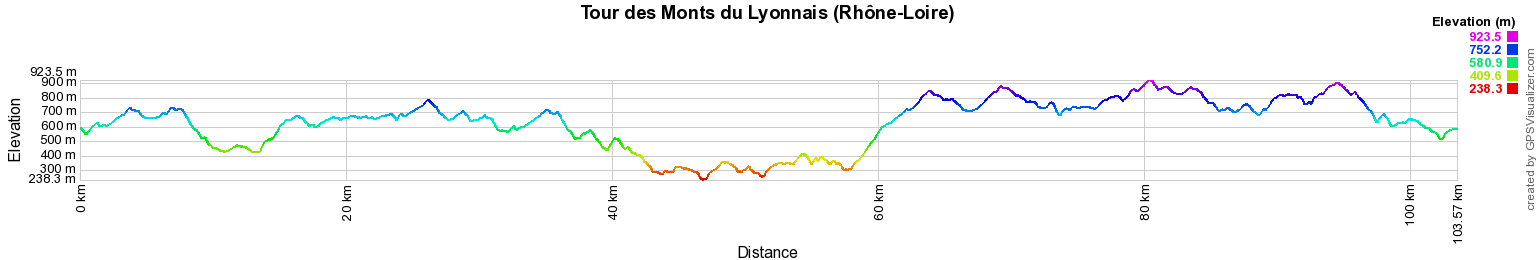 Tour des Monts du Lyonnais (Rhône-Loire)
Elevation (m)
923.5
752.2
580.9
409.6
238.3
923.5 m
900 m
800 m
700 m
600 m
500 m
400 m
300 m
238.3 m
Elevation
0 km
20 km
40 km
60 km
80 km
100 km
103.57 km
Distance
created by GPSVisualizer.com